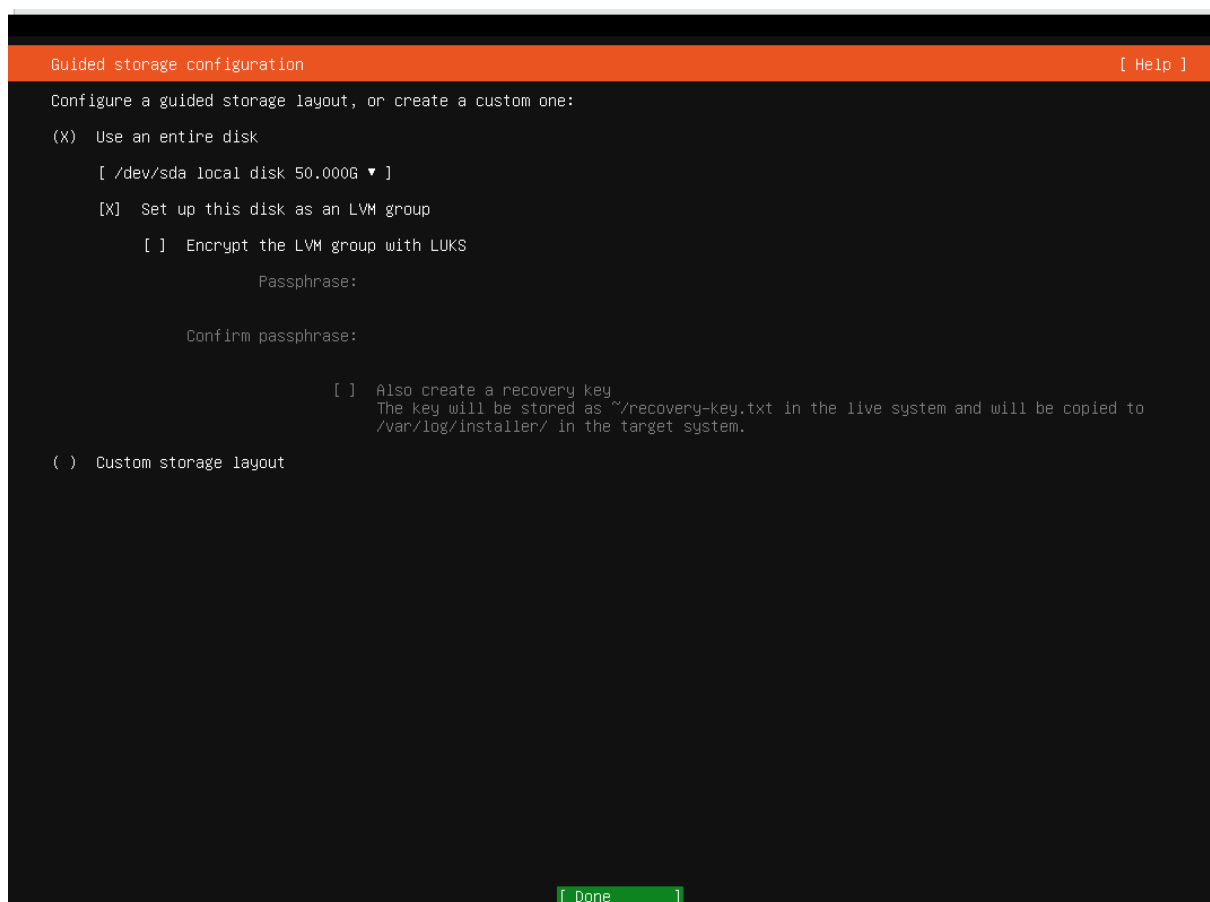 Guided storage configuration [ Help ]
Configure a guided storage layout, or create a custom one:
(X) Use an entire disk
[ /dev/sda local disk 50.000G ▾ ]
[X] Set up this disk as an LVM group
[ ] Encrypt the LVM group with LUKS
Passphrase:
Confirm passphrase:
[ ] Also create a recovery key
The key will be stored as ~/recovery-key.txt in the live system and will be copied to
/var/log/installer/ in the target system.
( ) Custom storage layout
[ Done ]